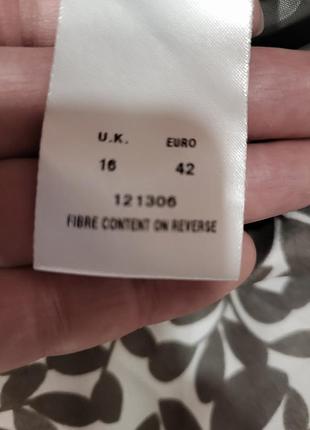 U.K. EURO
16 42
121306
FIBRE CONTENT ON REVERSE